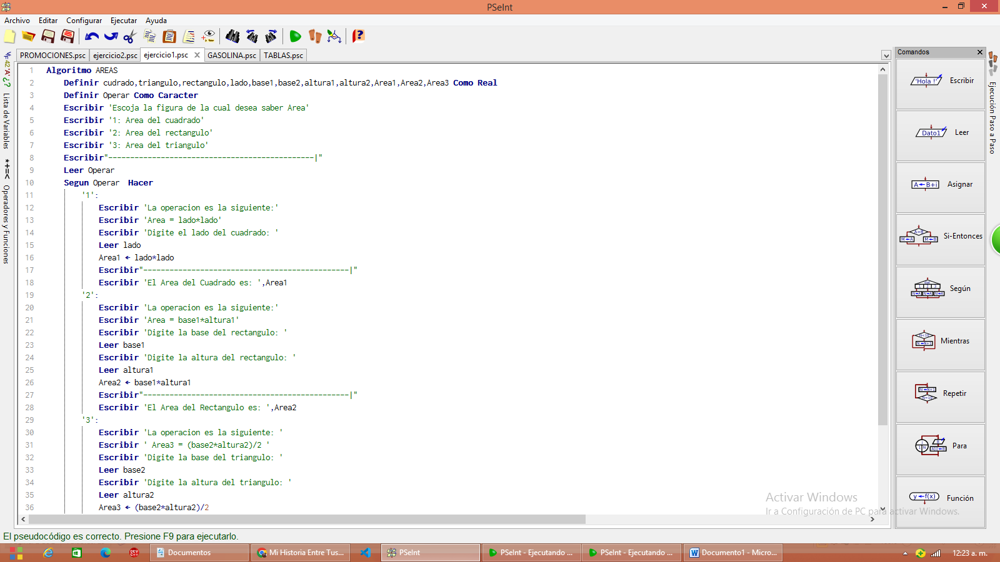 PSeInt
Archivo Editar Configurar Ejecutar Ayuda
PROMOCIONES.psc ejercicio2.psc ejercicio1.psc GASOLINA.psc TABLAS.psc
1 Algoritmo AREAS
2 Definir cudrado,triangulo,rectangulo,lado,base1,base2,altura1,altura2,Area1,Area2,Area3 Como Real
3 Definir Operar Como Caracter
4 Escribir 'Escoja la figura de la cual desea saber Area'
5 Escribir '1: Area del cuadrado'
6 Escribir '2: Area del rectangulo'
7 Escribir '3: Area del triangulo'
8 Escribir"-----------------------------------------------|"
9 Leer Operar
10 Segun Operar Hacer
11 '1':
12 Escribir 'La operacion es la siguiente:'
13 Escribir 'Area = lado*lado'
14 Escribir 'Digite el lado del cuadrado: '
15 Leer lado
16 Area1 ← lado*lado
17 Escribir"-----------------------------------------------|"
18 Escribir 'El Area del Cuadrado es: ',Area1
19 '2':
20 Escribir 'La operacion es la siguiente:'
21 Escribir 'Area = base1*altura1'
22 Escribir 'Digite la base del rectangulo: '
23 Leer base1
24 Escribir 'Digite la altura del rectangulo: '
25 Leer altura1
26 Area2 ← base1*altura1
27 Escribir"-----------------------------------------------|"
28 Escribir 'El Area del Rectangulo es: ',Area2
29 '3':
30 Escribir 'La operacion es la siguiente: '
31 Escribir ' Area3 = (base2*altura2)/2 '
32 Escribir 'Digite la base del triangulo: '
33 Leer base2
34 Escribir 'Digite la altura del triangulo: '
35 Leer altura2
36 Area3 ← (base2*altura2)/2
Lista de Variables
*+=<
Operadores y Funciones
Comandos
'Hola !' Escribir
Dato1 Leer
A←B+i Asignar
A>B Si-Entonces
Según
Mientras
Repetir
Para
y←f(x) Función
Ejecución Paso a Paso
Activar Windows
Ir a Configuración de PC para activar Windows.
El pseudocódigo es correcto. Presione F9 para ejecutarlo.
DEV C++
Documentos
Mi Historia Entre Tus...
PSeInt
PSeInt - Ejecutando ...
PSeInt - Ejecutando ...
Documento1 - Micro...
12:23 a. m.